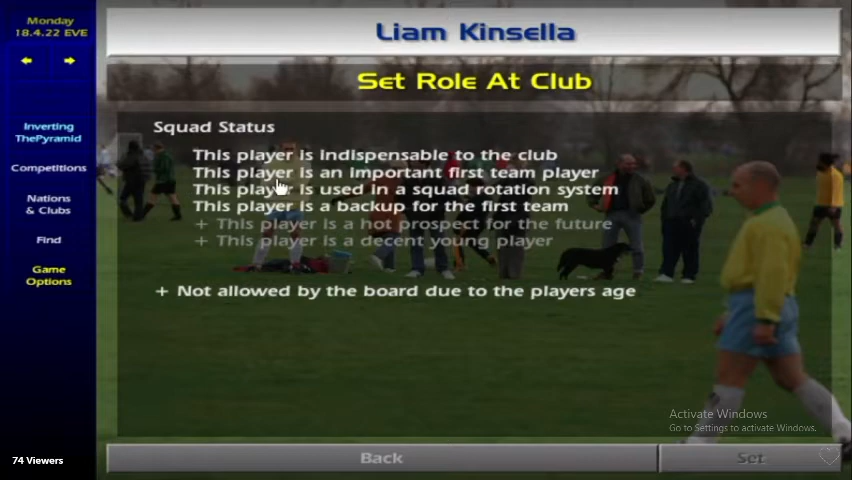 Monday
18.4.22 EVE
Liam Kinsella
Set Role At Club
Squad Status
This player is indispensable to the club
This player is an important first team player
This player is used in a squad rotation system
This player is a backup for the first team
+ This player is a hot prospect for the future
+ This player is a decent young player
+ Not allowed by the board due to the players age
Inverting
ThePyramid
Competitions
Nations
& Clubs
Find
Game
Options
Activate Windows
Go to Settings to activate Windows.
74 Viewers
Back
Set